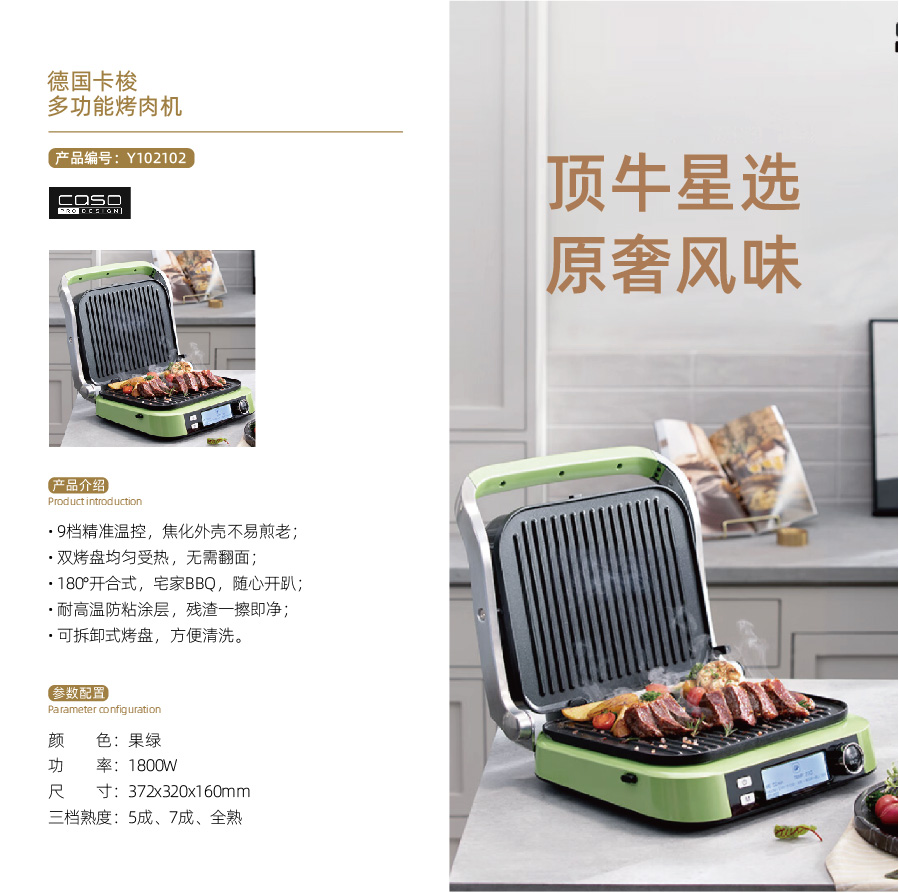 德国卡梭
多功能烤肉机
产品编号：Y102102
caso
PRO DESIGN
产品介绍
Product introduction
• 9档精准温控，焦化外壳不易煎老；
• 双烤盘均匀受热，无需翻面；
• 180°开合式，宅家BBQ，随心开趴；
• 耐高温防粘涂层，残渣一擦即净；
• 可拆卸式烤盘，方便清洗。
参数配置
Parameter configuration
颜　　色：果绿
功　　率：1800W
尺　　寸：372x320x160mm
三档熟度：5成、7成、全熟
顶牛星选
原奢风味